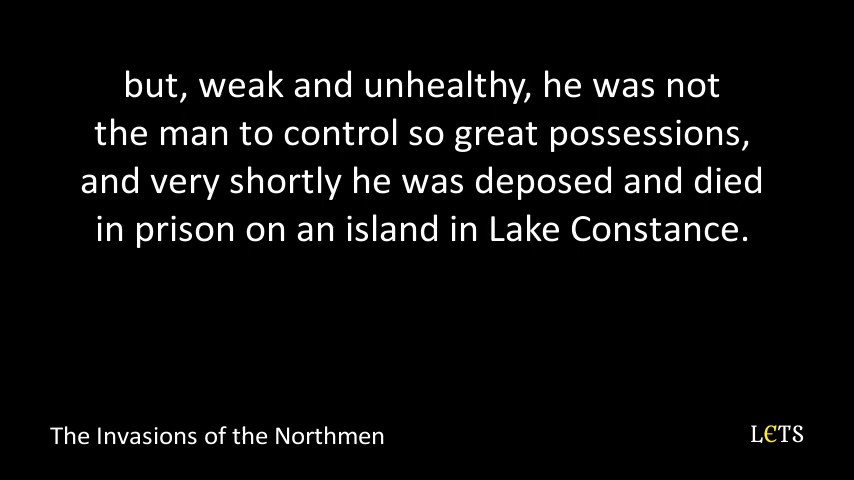 but, weak and unhealthy, he was not
the man to control so great possessions,
and very shortly he was deposed and died
in prison on an island in Lake Constance.
The Invasions of the Northmen
LЄTS